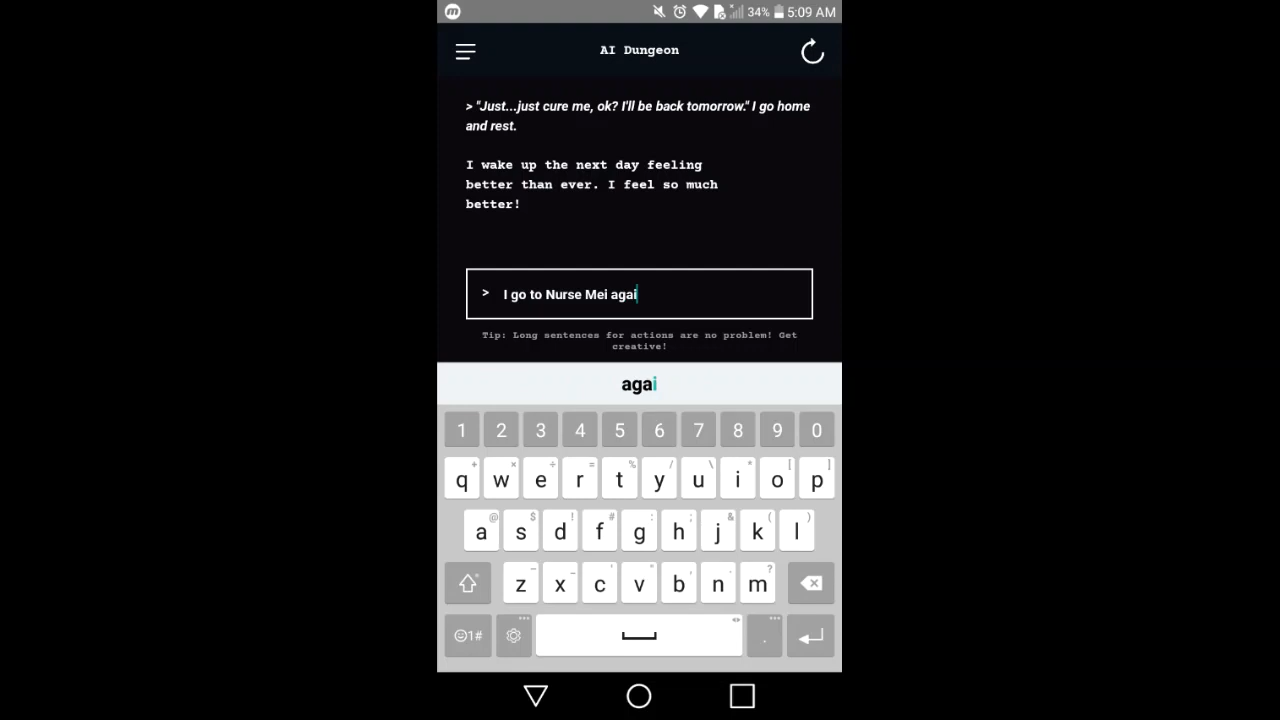 34% 5:09 AM
AI Dungeon
> "Just...just cure me, ok? I'll be back tomorrow." I go home
and rest.
I wake up the next day feeling
better than ever. I feel so much
better!
> I go to Nurse Mei agai
Tip: Long sentences for actions are no problem! Get
creative!
agai
1 2 3 4 5 6 7 8 9 0
+ × ÷ = % / \ * [ ]
q w e r t y u i o p
@ $ ! # : ; & ( )
a s d f g h j k l
- _ ' " , . ?
z x c v b n m
1# .